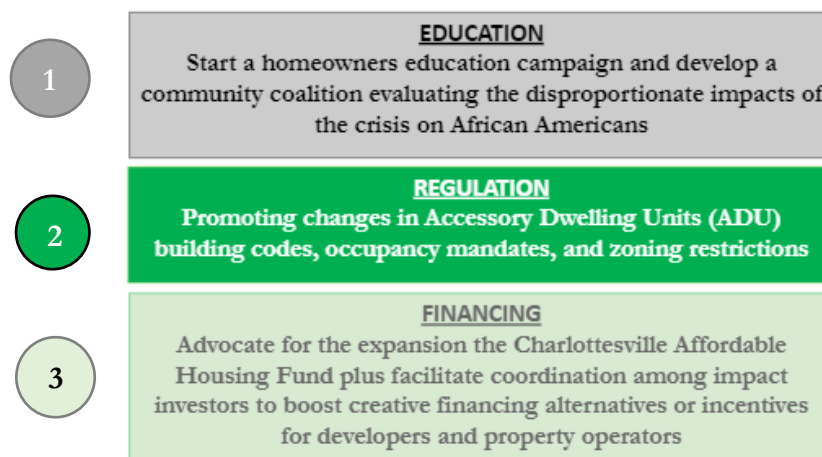 1
EDUCATION
Start a homeowners education campaign and develop a
community coalition evaluating the disproportionate impacts of
the crisis on African Americans
2
REGULATION
Promoting changes in Accessory Dwelling Units (ADU)
building codes, occupancy mandates, and zoning restrictions
3
FINANCING
Advocate for the expansion the Charlottesville Affordable
Housing Fund plus facilitate coordination among impact
investors to boost creative financing alternatives or incentives
for developers and property operators